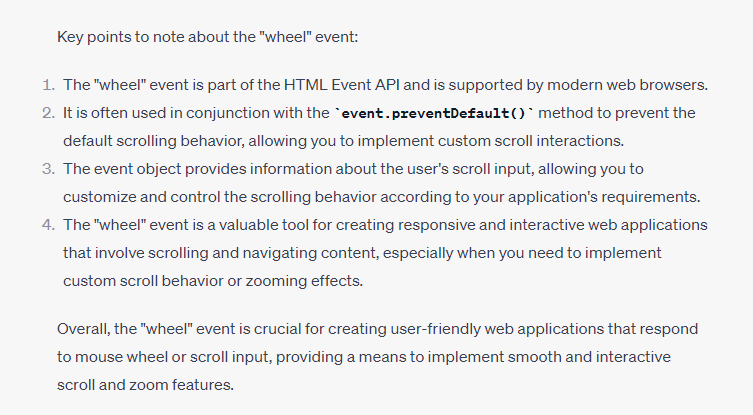 Key points to note about the "wheel" event:
1. The "wheel" event is part of the HTML Event API and is supported by modern web browsers.
2. It is often used in conjunction with the `event.preventDefault()` method to prevent the
default scrolling behavior, allowing you to implement custom scroll interactions.
3. The event object provides information about the user's scroll input, allowing you to
customize and control the scrolling behavior according to your application's requirements.
4. The "wheel" event is a valuable tool for creating responsive and interactive web applications
that involve scrolling and navigating content, especially when you need to implement
custom scroll behavior or zooming effects.
Overall, the "wheel" event is crucial for creating user-friendly web applications that respond
to mouse wheel or scroll input, providing a means to implement smooth and interactive
scroll and zoom features.